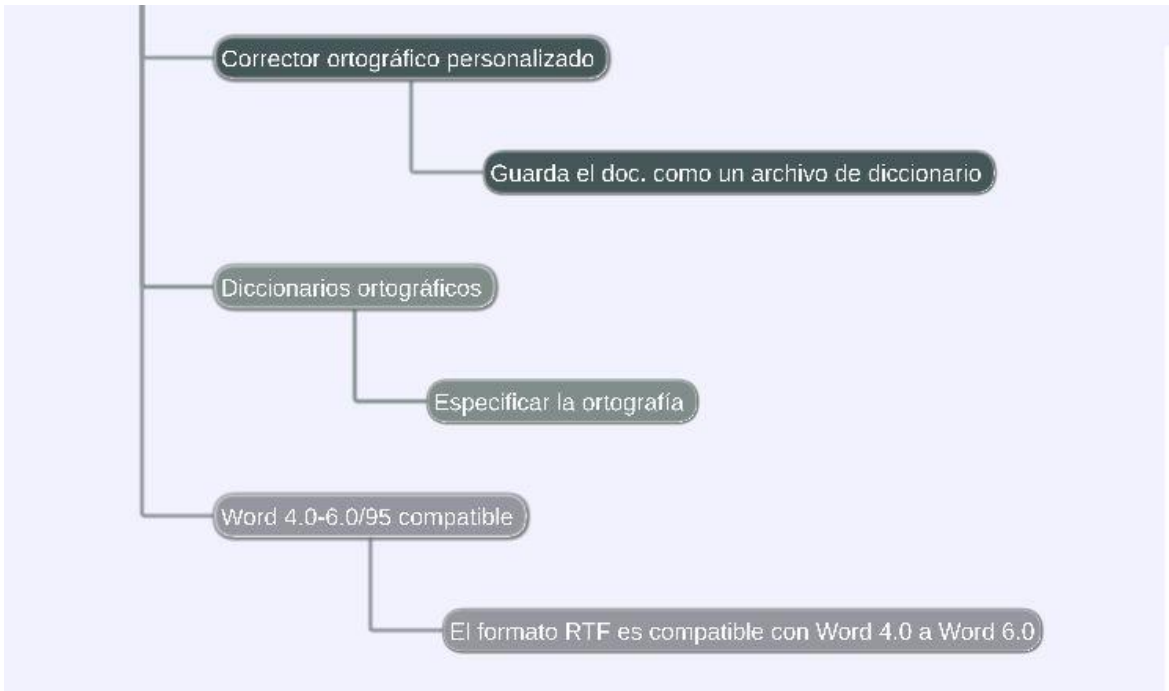 Corrector ortográfico personalizado
Guarda el doc. como un archivo de diccionario
Diccionarios ortográficos
Especificar la ortografía
Word 4.0-6.0/95 compatible
El formato RTF es compatible con Word 4.0 a Word 6.0